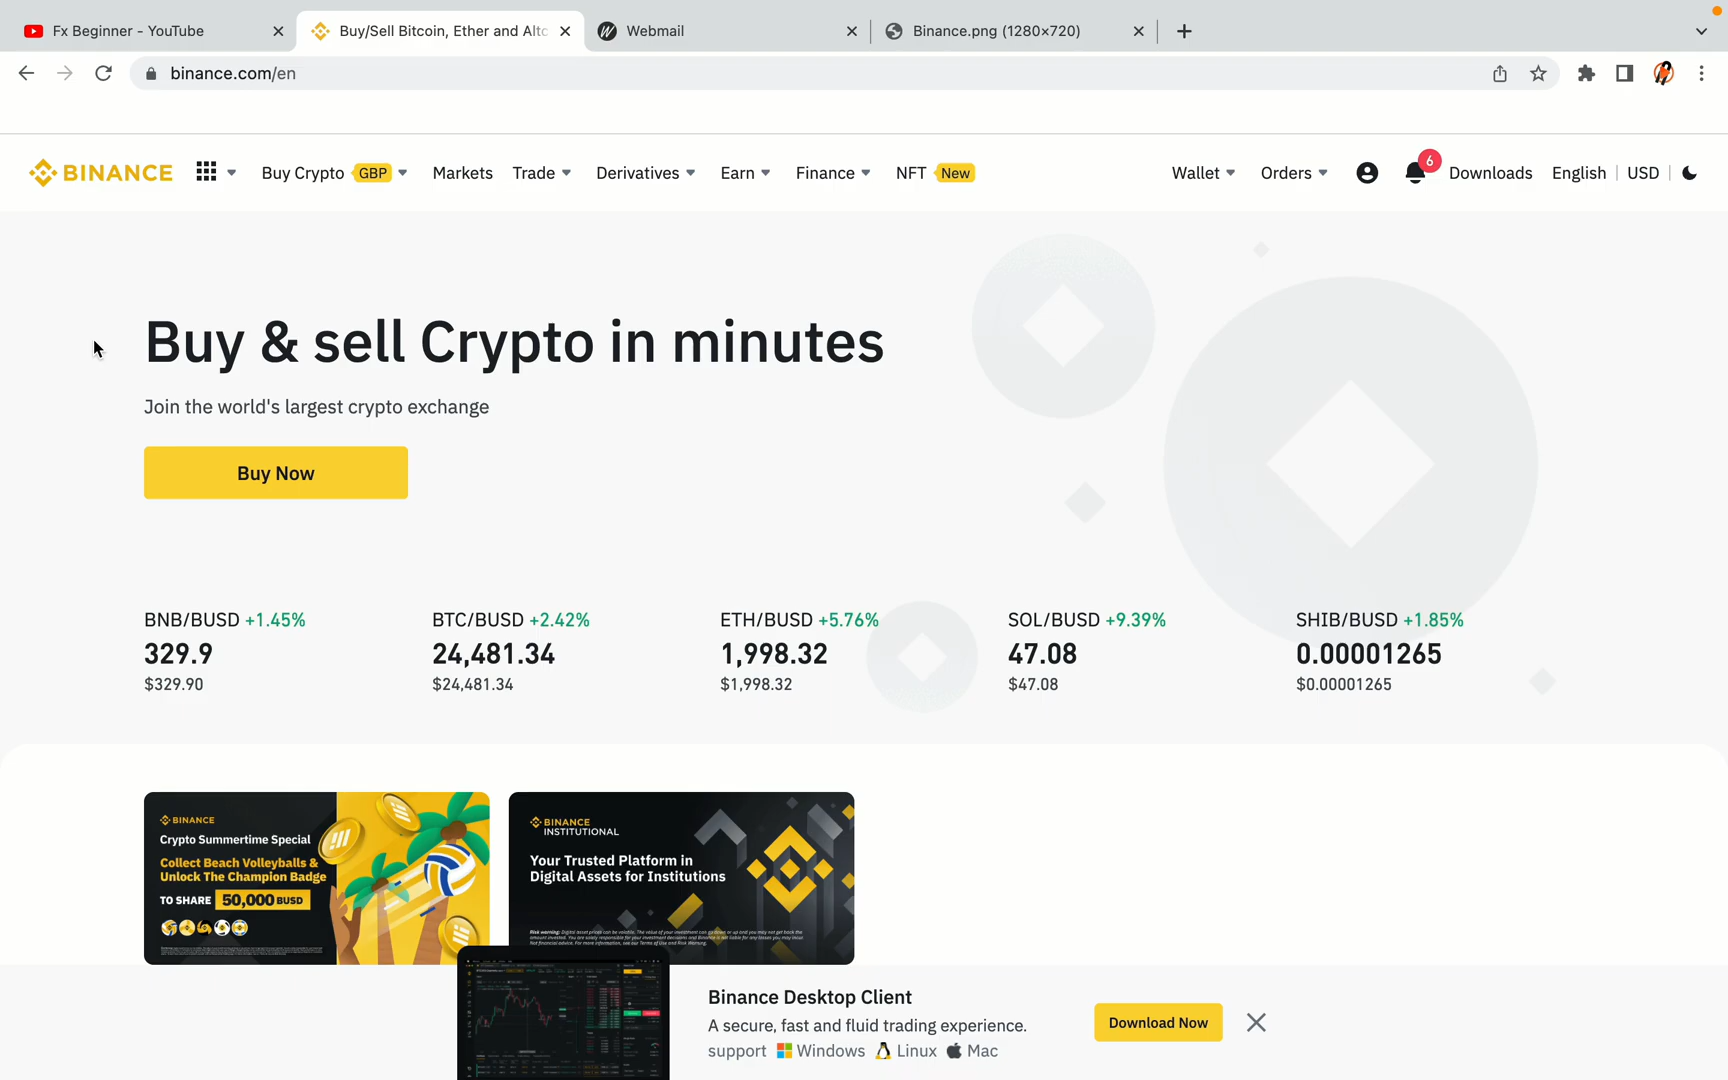 Fx Beginner - YouTube
Buy/Sell Bitcoin, Ether and Altc
Webmail
Binance.png (1280×720)
binance.com/en
BINANCE
Buy Crypto GBP
Markets
Trade
Derivatives
Earn
Finance
NFT New
Wallet
Orders
6
Downloads
English
USD
Buy & sell Crypto in minutes
Join the world's largest crypto exchange
Buy Now
BNB/BUSD +1.45%
329.9
$329.90
BTC/BUSD +2.42%
24,481.34
$24,481.34
ETH/BUSD +5.76%
1,998.32
$1,998.32
SOL/BUSD +9.39%
47.08
$47.08
SHIB/BUSD +1.85%
0.00001265
$0.00001265
BINANCE
Crypto Summertime Special
Collect Beach Volleyballs &
Unlock The Champion Badge
TO SHARE 50,000 BUSD
BINANCE
INSTITUTIONAL
Your Trusted Platform in
Digital Assets for Institutions
Binance Desktop Client
A secure, fast and fluid trading experience.
support Windows Linux Mac
Download Now